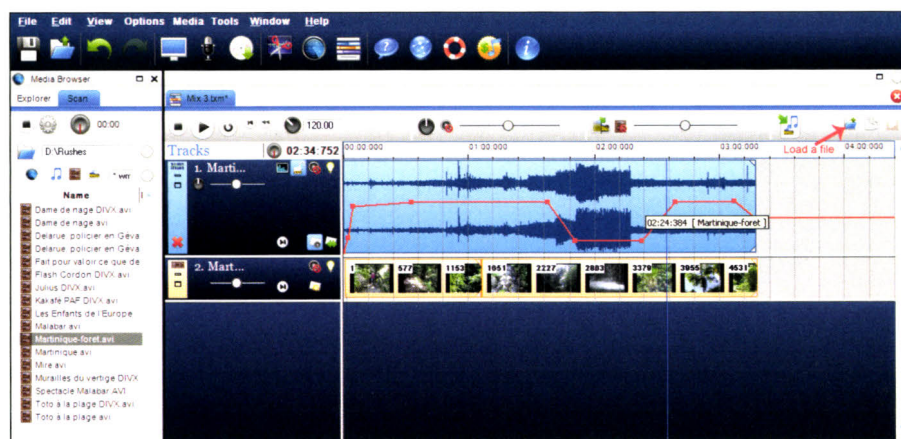 File Edit View Options Media Tools Window Help
Media Browser
Explorer Scan
Mix 3.txm*
00:00
120.00
D:\Rushes
Load a file
Tracks 02:34:752
00:00:000 01:00:000 02:00:000 03:00:000 04:00:000
1. Marti...
02:24:384 [ Martinique-foret ]
2. Mart...
1 577 1153 1651 2227 2803 3379 3955 4531
Name
Dame de nage DIVX.avi
Dame de nage.avi
Delarue, policier en Géva
Delarue, policier en Géva
Fait pour valoir ce que de
Flash Cordon DIVX.avi
Julius DIVX.avi
Kakafé PAF DIVX.avi
Les Enfants de l'Europe
Malabar.avi
Martinique-foret.avi
Martinique.avi
Mire.avi
Murailles du vertige DIVX
Spectacle Malabar.AVI
Toto à la plage DIVX.avi
Toto à la plage.avi